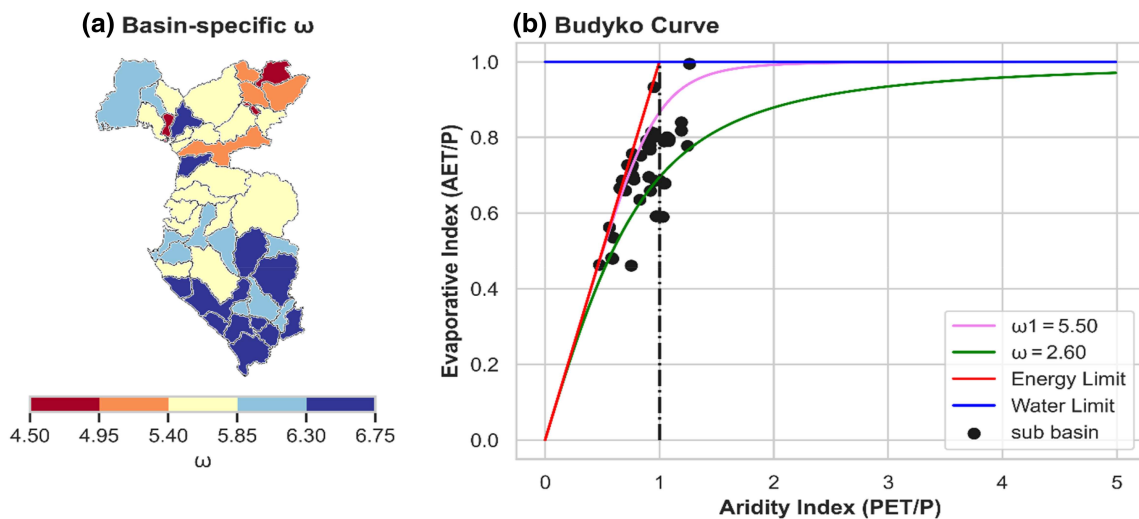 (a) Basin-specific ω
4.50 4.95 5.40 5.85 6.30 6.75
ω
(b) Budyko Curve
Evaporative Index (AET/P)
1.0
0.8
0.6
0.4
0.2
0.0
ω1 = 5.50
ω = 2.60
Energy Limit
Water Limit
sub basin
0 1 2 3 4 5
Aridity Index (PET/P)